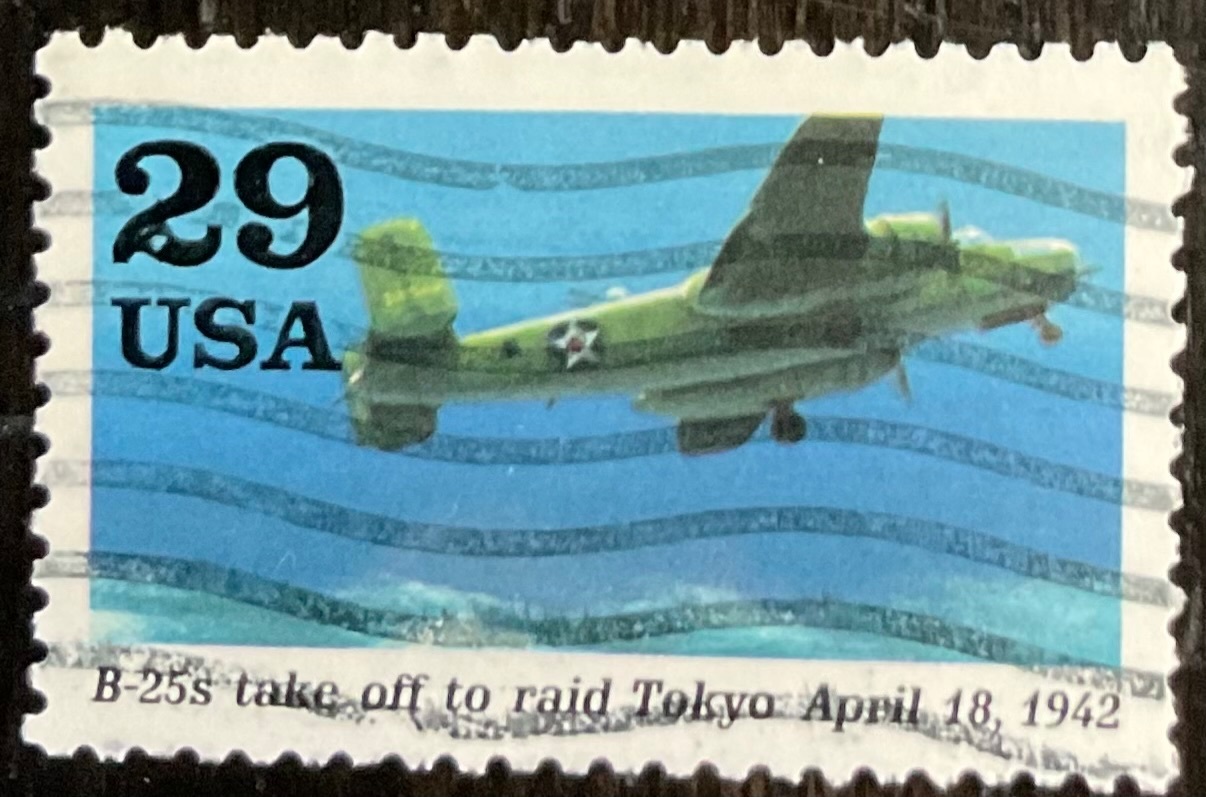 29
USA
B-25s take off to raid Tokyo April 18, 1942